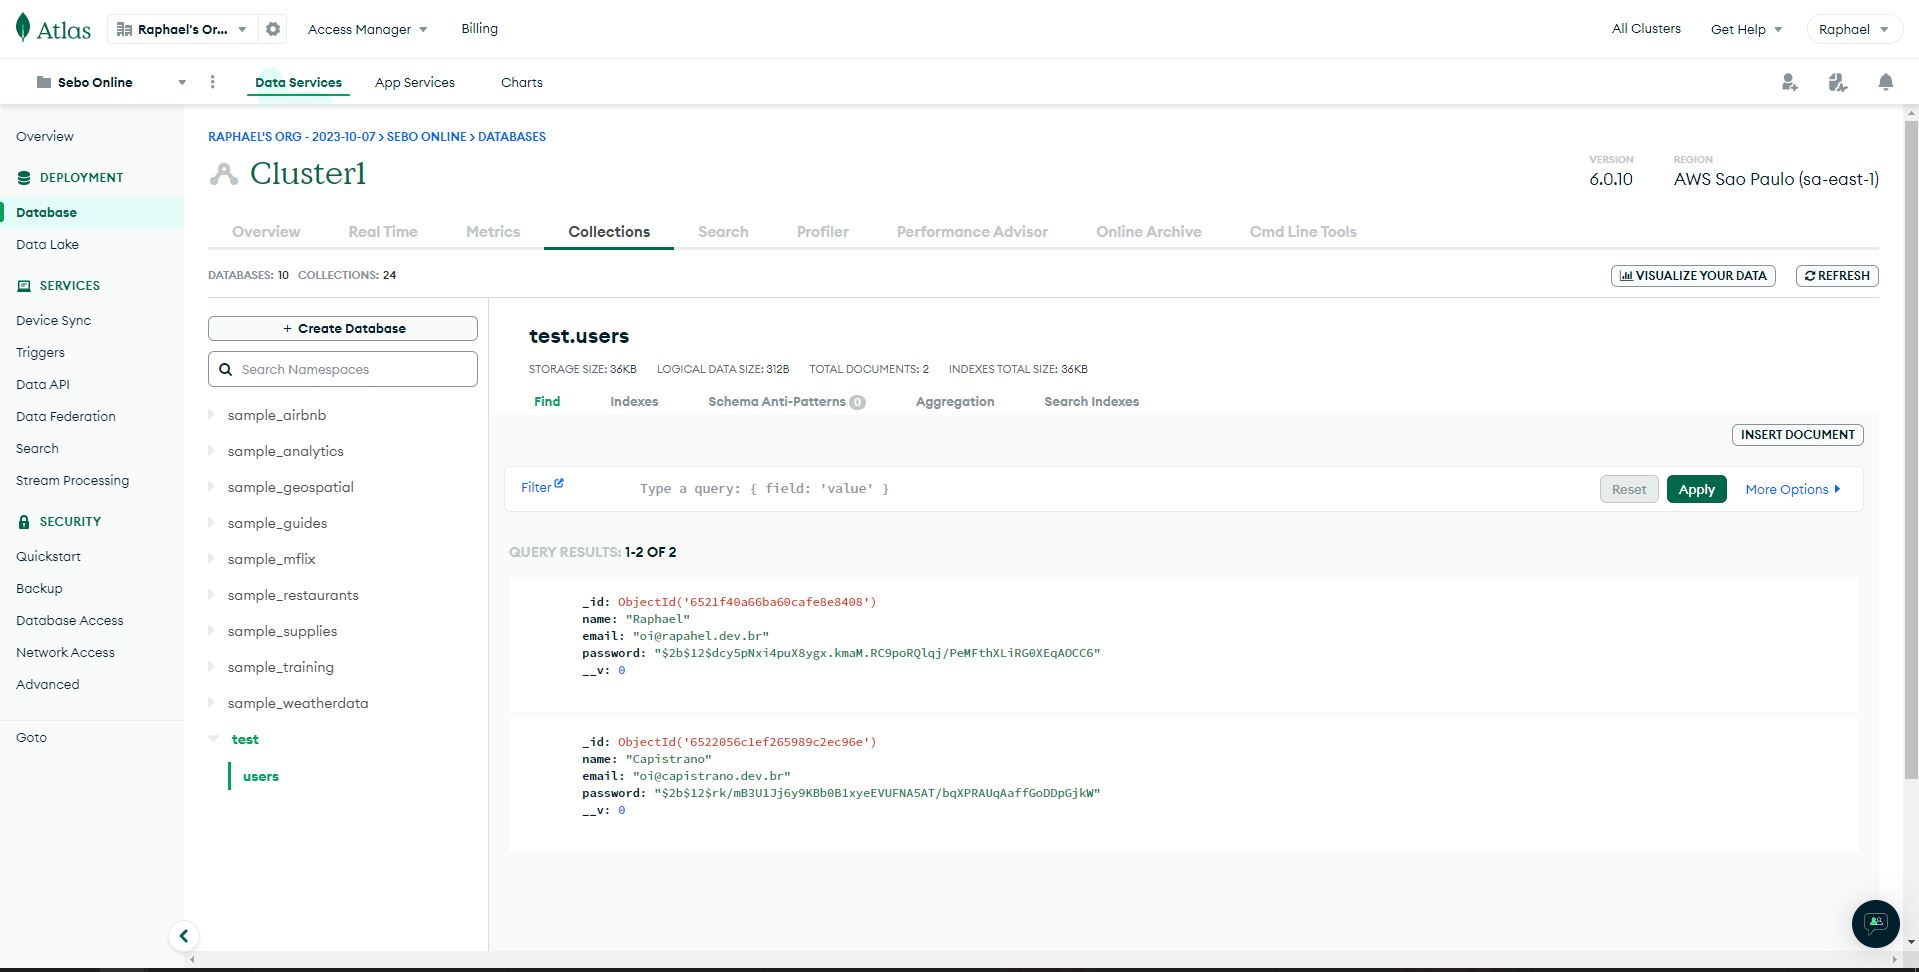 Atlas
Raphael's Or...
Access Manager
Billing
All Clusters
Get Help
Raphael
Sebo Online
Data Services
App Services
Charts
Overview
DEPLOYMENT
Database
Data Lake
SERVICES
Device Sync
Triggers
Data API
Data Federation
Search
Stream Processing
SECURITY
Quickstart
Backup
Database Access
Network Access
Advanced
Goto
RAPHAEL'S ORG - 2023-10-07 > SEBO ONLINE > DATABASES
Cluster1
VERSION
6.0.10
REGION
AWS Sao Paulo (sa-east-1)
Overview
Real Time
Metrics
Collections
Search
Profiler
Performance Advisor
Online Archive
Cmd Line Tools
DATABASES: 10 COLLECTIONS: 24
VISUALIZE YOUR DATA
REFRESH
+ Create Database
Search Namespaces
sample_airbnb
sample_analytics
sample_geospatial
sample_guides
sample_mflix
sample_restaurants
sample_supplies
sample_training
sample_weatherdata
test
users
test.users
STORAGE SIZE: 36KB LOGICAL DATA SIZE: 312B TOTAL DOCUMENTS: 2 INDEXES TOTAL SIZE: 36KB
Find
Indexes
Schema Anti-Patterns 0
Aggregation
Search Indexes
INSERT DOCUMENT
Filter
Type a query: { field: 'value' }
Reset
Apply
More Options
QUERY RESULTS: 1-2 OF 2
_id: ObjectId('6521f40a66ba60cafe8e8408')
name: "Raphael"
email: "oi@rapahel.dev.br"
password: "$2b$12$dcy5pNxi4puX8ygx.kmaM.RC9poRQlqj/PeMFthXLiRG0XEqAOCC6"
__v: 0
_id: ObjectId('6522056c1ef265989c2ec96e')
name: "Capistrano"
email: "oi@capistrano.dev.br"
password: "$2b$12$rk/mB3U1Jj6y9KBb0B1xyeEVUFNA5AT/bqXPRAUqAaffGoDDpGjkW"
__v: 0